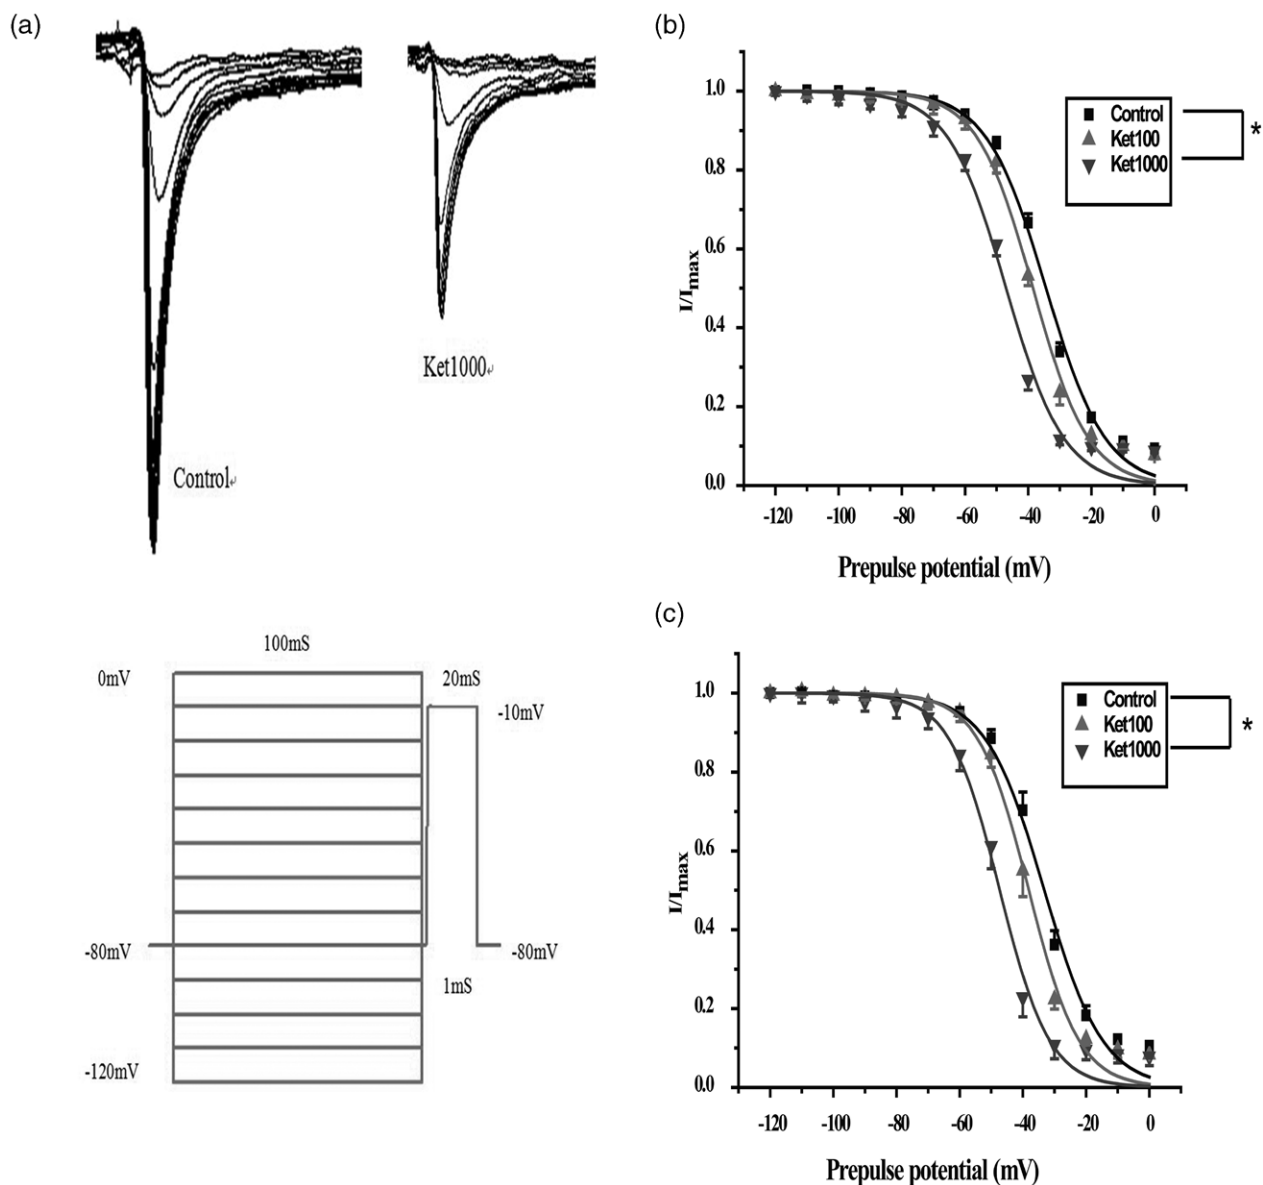 (a)
Control
Ket1000
100mS
0mV
20mS
-10mV
-80mV
-80mV
1mS
-120mV
(b)
1.0
0.8
0.6
0.4
0.2
0.0
I/Imax
-120
-100
-80
-60
-40
-20
0
Prepulse potential (mV)
Control
Ket100
Ket1000
*
(c)
1.0
0.8
0.6
0.4
0.2
0.0
I/Imax
-120
-100
-80
-60
-40
-20
0
Prepulse potential (mV)
Control
Ket100
Ket1000
*